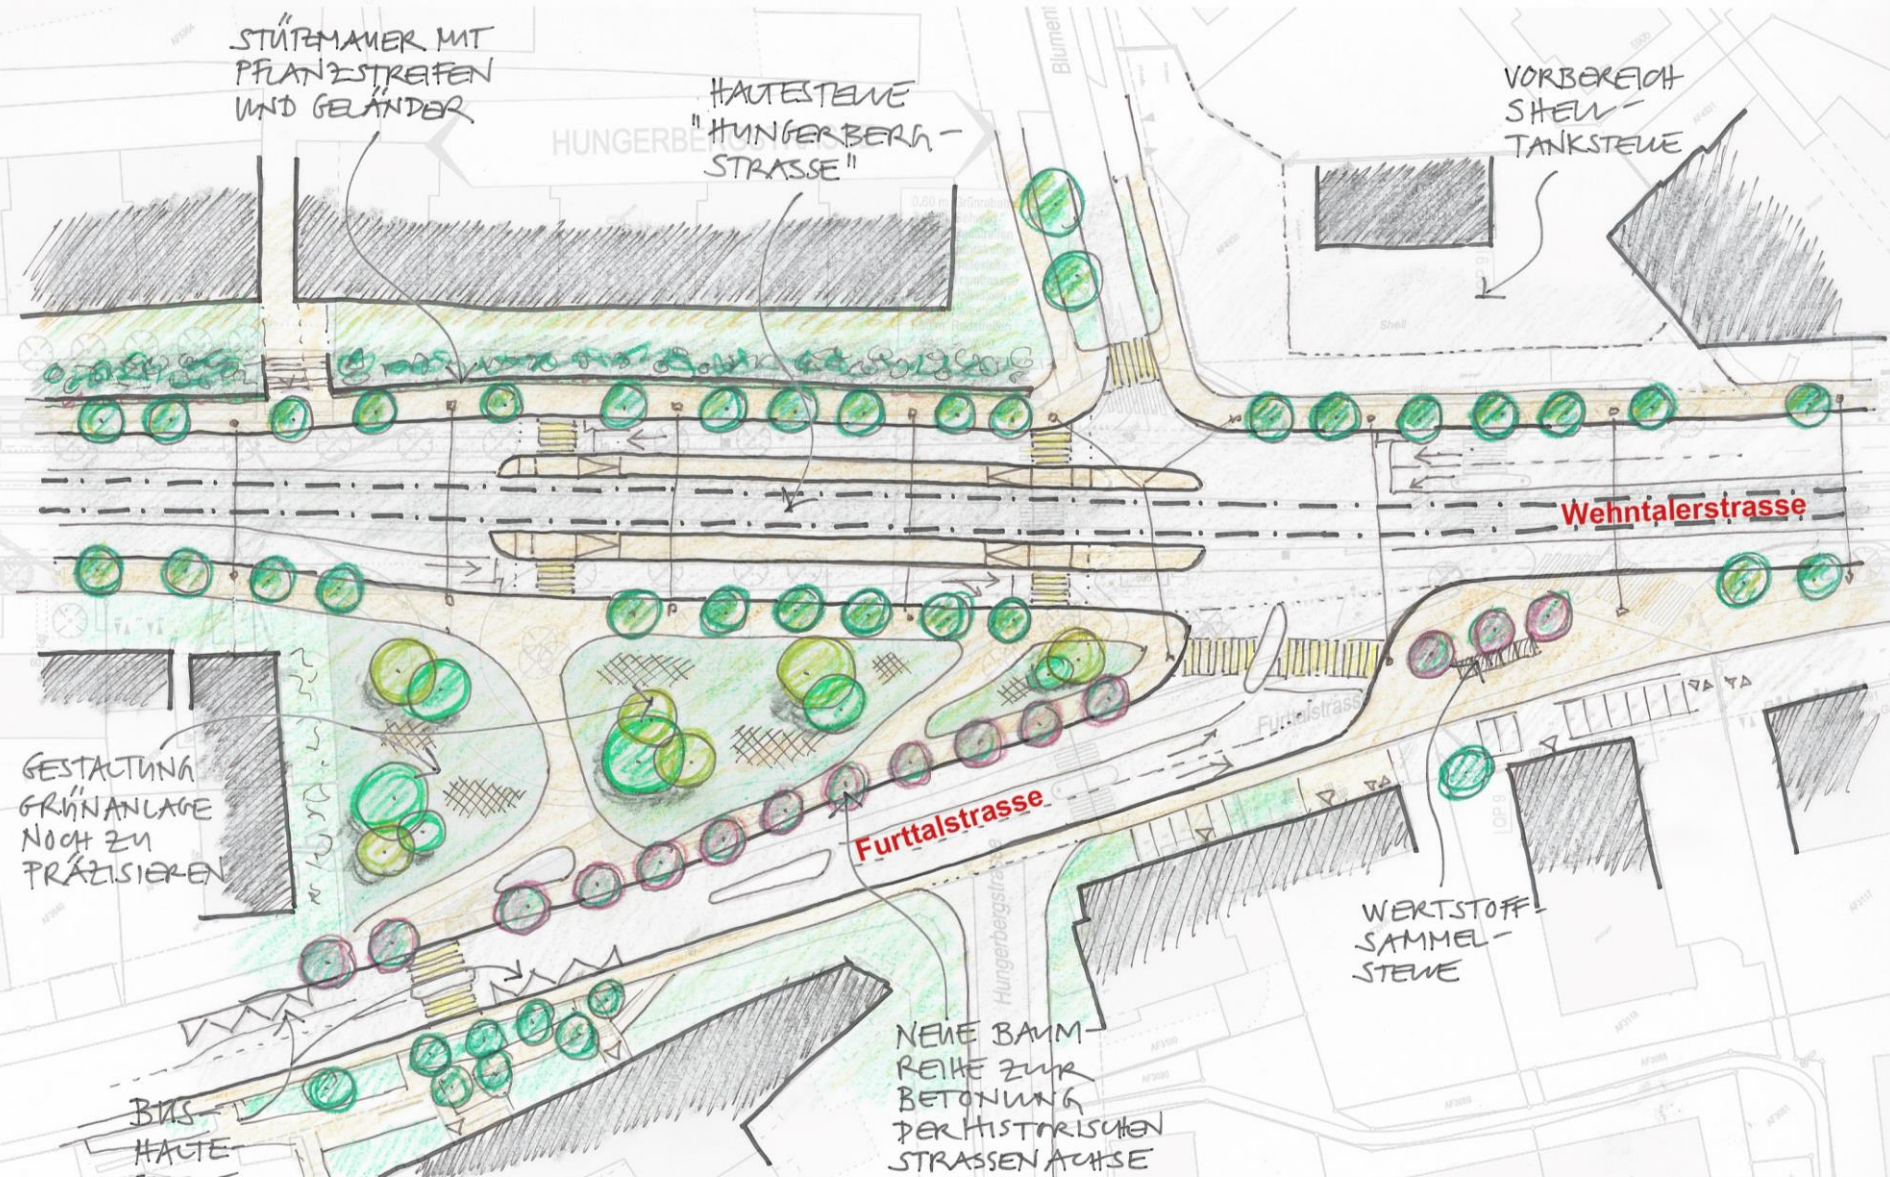 STÜTZMAUER MIT
PFLANZSTREIFEN
UND GELÄNDER
HALTESTELLE
"HUNGERBERG-
STRASSE"
HUNGERBERGSTRASSE
Blument
VORBEREICH
SHELL-
TANKSTELLE
Shell
Wehntalerstrasse
Furttalstrasse
Furttalstrasse
Hungerbergstrasse
GESTALTUNG
GRÜNANLAGE
NOCH ZU
PRÄZISIEREN
WERTSTOFF-
SAMMEL-
STELLE
NEUE BAUM-
REIHE ZUR
BETONUNG
DER HISTORISCHEN
STRASSENACHSE
BUS-
HALTE-